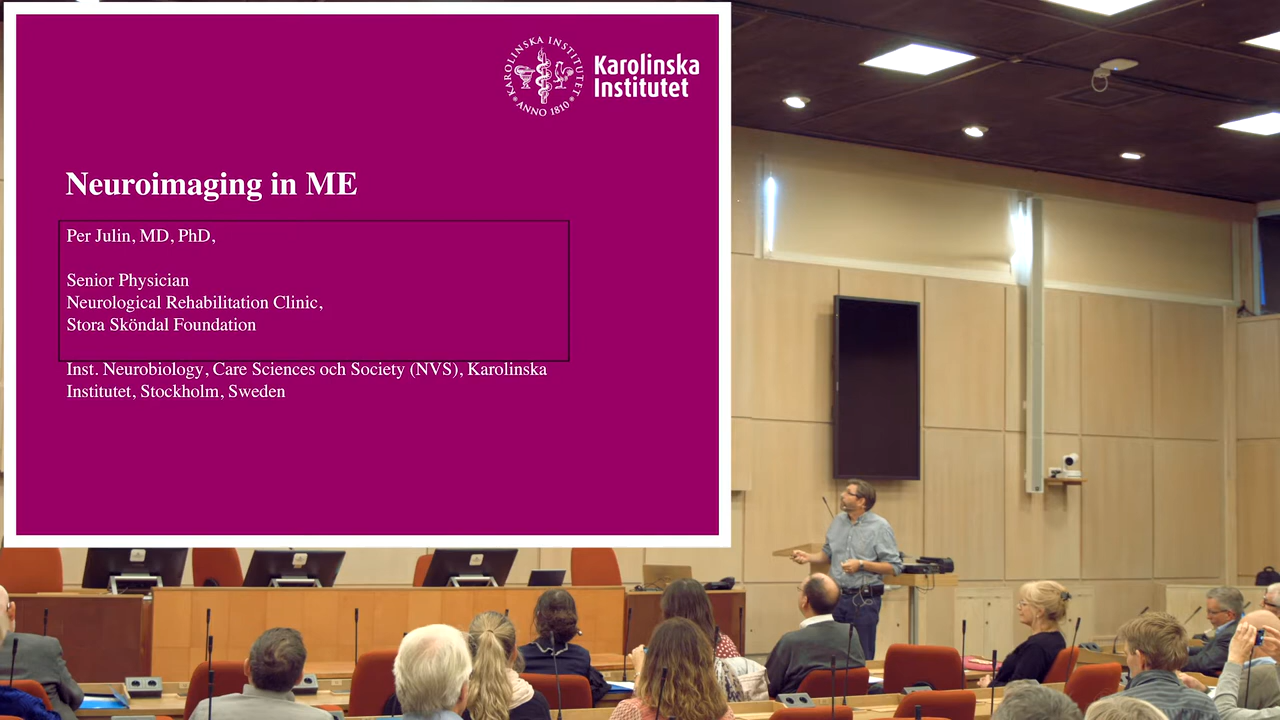 KAROLINSKA INSTITUTET
ANNO 1810
Karolinska
Institutet
Neuroimaging in ME
Per Julin, MD, PhD,
Senior Physician
Neurological Rehabilitation Clinic,
Stora Sköndal Foundation
Inst. Neurobiology, Care Sciences och Society (NVS), Karolinska
Institutet, Stockholm, Sweden